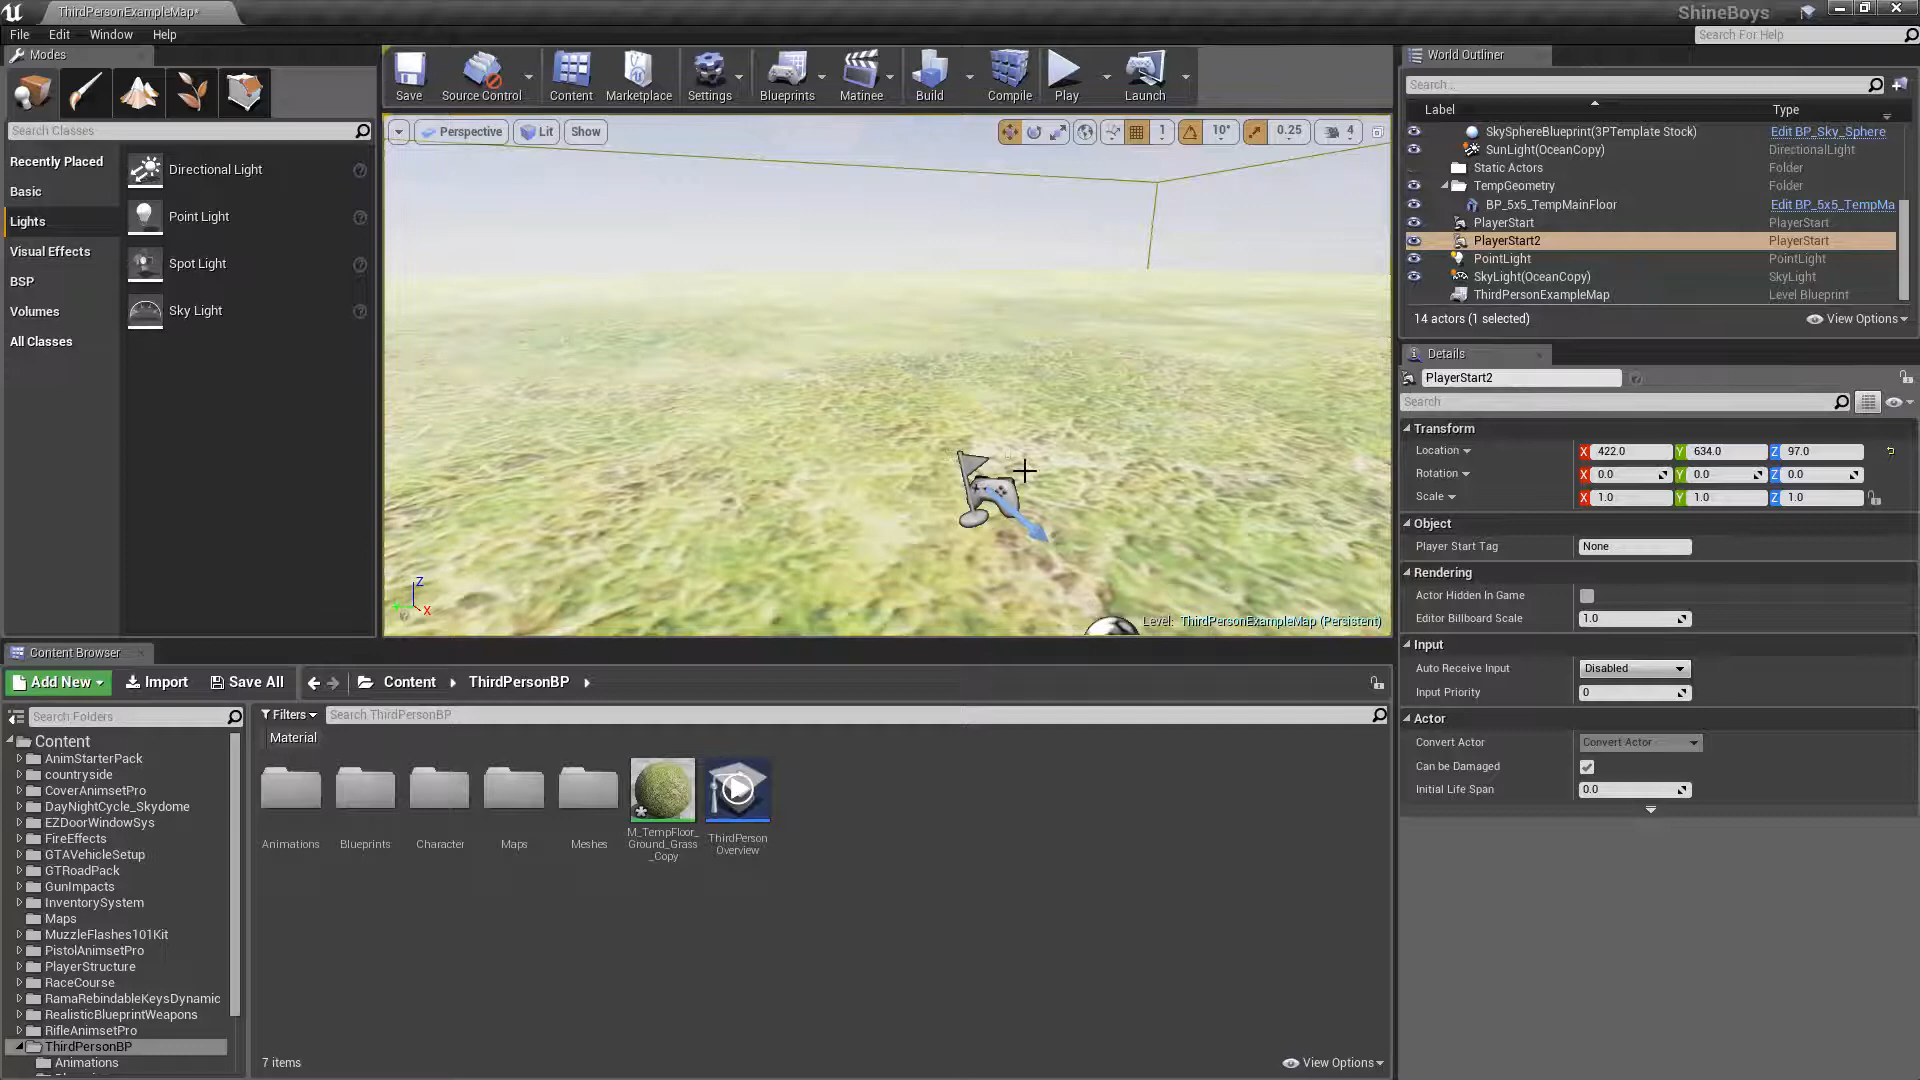 ThirdPersonExampleMap*
ShineBoys
File Edit Window Help
Search For Help
Modes
Search Classes
Recently Placed
Basic
Lights
Visual Effects
BSP
Volumes
All Classes
Directional Light
Point Light
Spot Light
Sky Light
Save
Source Control
Content
Marketplace
Settings
Blueprints
Matinee
Build
Compile
Play
Launch
Perspective Lit Show
1 10° 0.25 4
Z
X
Level: ThirdPersonExampleMap (Persistent)
World Outliner
Search...
Label Type
SkySphereBlueprint(3PTemplate Stock) Edit BP_Sky_Sphere
SunLight(OceanCopy) DirectionalLight
Static Actors Folder
TempGeometry Folder
BP_5x5_TempMainFloor Edit BP_5x5_TempMa
PlayerStart PlayerStart
PlayerStart2 PlayerStart
PointLight PointLight
SkyLight(OceanCopy) SkyLight
ThirdPersonExampleMap Level Blueprint
14 actors (1 selected) View Options
Details
PlayerStart2
Search
Transform
Location X 422.0 Y 634.0 Z 97.0
Rotation X 0.0 Y 0.0 Z 0.0
Scale X 1.0 Y 1.0 Z 1.0
Object
Player Start Tag None
Rendering
Actor Hidden In Game
Editor Billboard Scale 1.0
Input
Auto Receive Input Disabled
Input Priority 0
Actor
Convert Actor Convert Actor
Can be Damaged
Initial Life Span 0.0
Content Browser
Add New Import Save All Content ThirdPersonBP
Search Folders
Filters Search ThirdPersonBP
Material
Content
AnimStarterPack
countryside
CoverAnimsetPro
DayNightCycle_Skydome
EZDoorWindowSys
FireEffects
GTAVehicleSetup
GTRoadPack
GunImpacts
InventorySystem
Maps
MuzzleFlashes101Kit
PistolAnimsetPro
PlayerStructure
RaceCourse
RamaRebindableKeysDynamic
RealisticBlueprintWeapons
RifleAnimsetPro
ThirdPersonBP
Animations
Animations
Blueprints
Character
Maps
Meshes
M_TempFloor_
Ground_Grass
_Copy
ThirdPerson
Overview
7 items
View Options